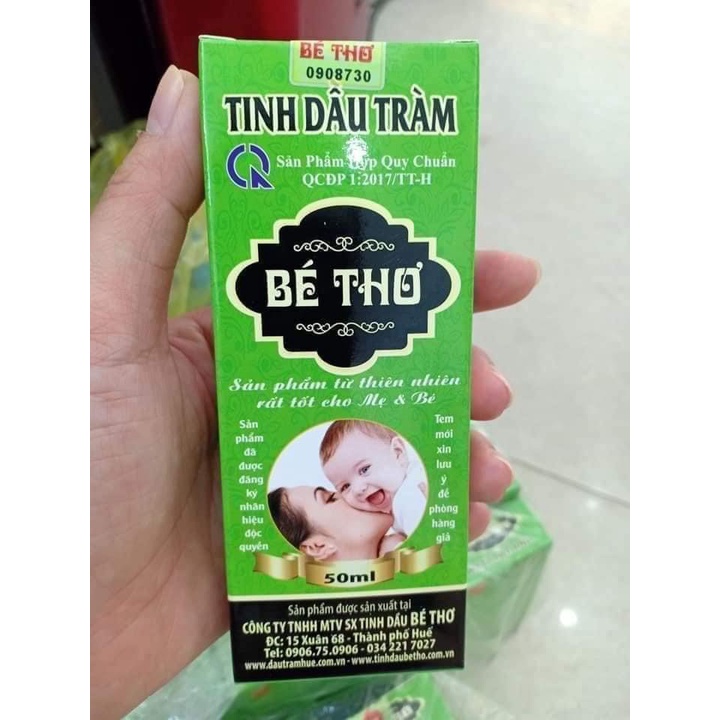 BÉ THƠ
0908730
TINH DẦU TRÀM
Sản Phẩm Hợp Quy Chuẩn
QCĐP 1:2017/TT-H
BÉ THƠ
Sản phẩm từ thiên nhiên
rất tốt cho Mẹ & Bé
Sản
phẩm
đã
được
đăng
ký
nhãn
hiệu
độc
quyền
Tem
mới
xin
lưu
ý
để
phòng
hàng
giả
50ml
Sản phẩm được sản xuất tại
CÔNG TY TNHH MTV SX TINH DẦU BÉ THƠ
ĐC: 15 Xuân 68 - Thành phố Huế
Tel: 0906.75.0906 - 034 221 7027
www.dautramhue.com.vn - www.tinhdaubetho.com.vn